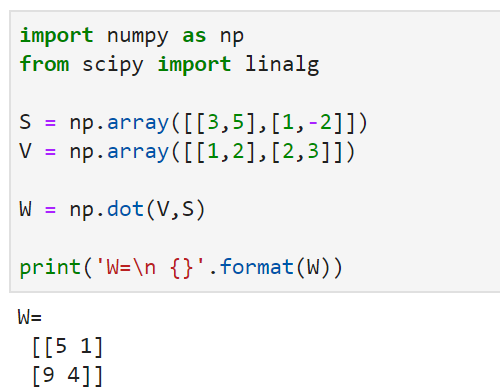 import numpy as np
from scipy import linalg
S = np.array([[3,5],[1,-2]])
V = np.array([[1,2],[2,3]])
W = np.dot(V,S)
print('W=\n {}'.format(W))
W=
[[5 1]
[9 4]]